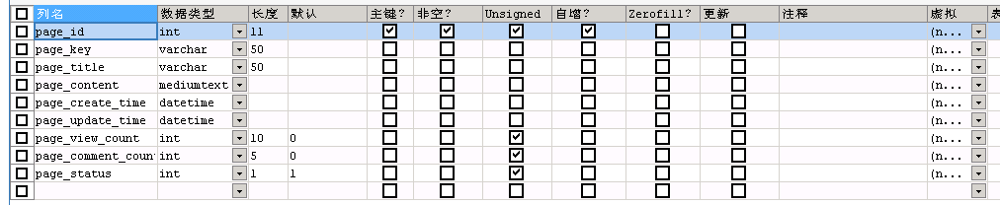 列名 数据类型 长度 默认 主键? 非空? Unsigned 自增? Zerofill? 更新 注释 虚拟
page_id int 11 (n...
page_key varchar 50 (n...
page_title varchar 50 (n...
page_content mediumtext (n...
page_create_time datetime (n...
page_update_time datetime (n...
page_view_count int 10 0 (n...
page_comment_coun int 5 0 (n...
page_status int 1 1 (n...